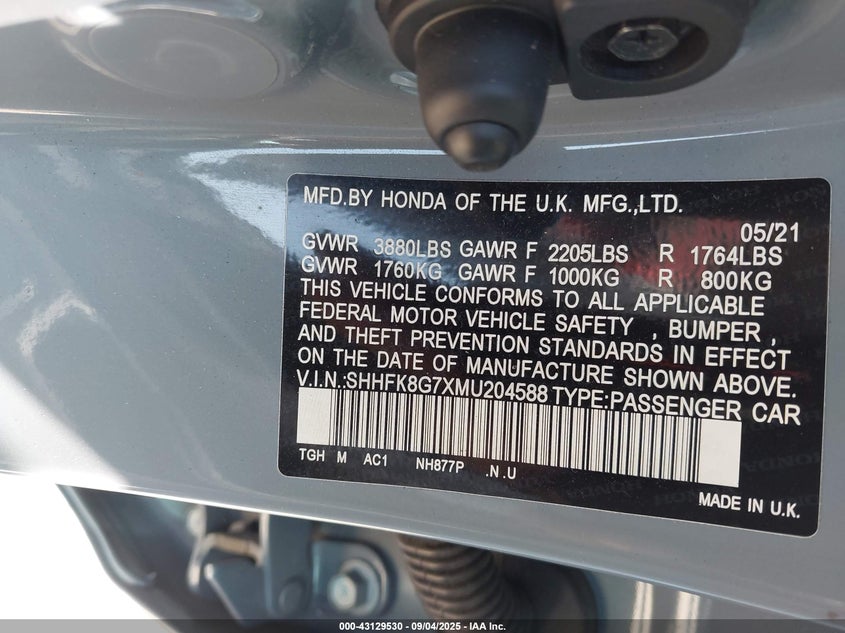 MFD.BY HONDA OF THE U.K. MFG.,LTD.
05/21
GVWR 3880LBS GAWR F 2205LBS R 1764LBS
GVWR 1760KG GAWR F 1000KG R 800KG
THIS VEHICLE CONFORMS TO ALL APPLICABLE
FEDERAL MOTOR VEHICLE SAFETY , BUMPER ,
AND THEFT PREVENTION STANDARDS IN EFFECT
ON THE DATE OF MANUFACTURE SHOWN ABOVE.
V.I.N.:SHHFK8G7XMU204588 TYPE:PASSENGER CAR
TGH M AC1 NH877P .N.U
MADE IN U.K.
000-43129530 - 09/04/2025 - IAA Inc.